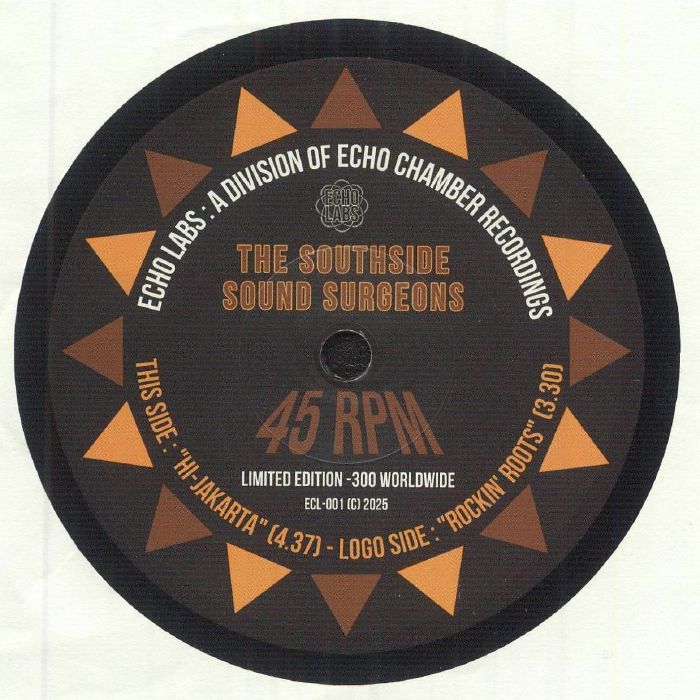 ECHO LABS : A DIVISION OF ECHO CHAMBER RECORDINGS
ECHO
LABS
THE SOUTHSIDE
SOUND SURGEONS
45 RPM
LIMITED EDITION -300 WORLDWIDE
ECL-001 (C) 2025
THIS SIDE : "HI-JAKARTA" (4.37) - LOGO SIDE : "ROCKIN' ROOTS" (3.30)